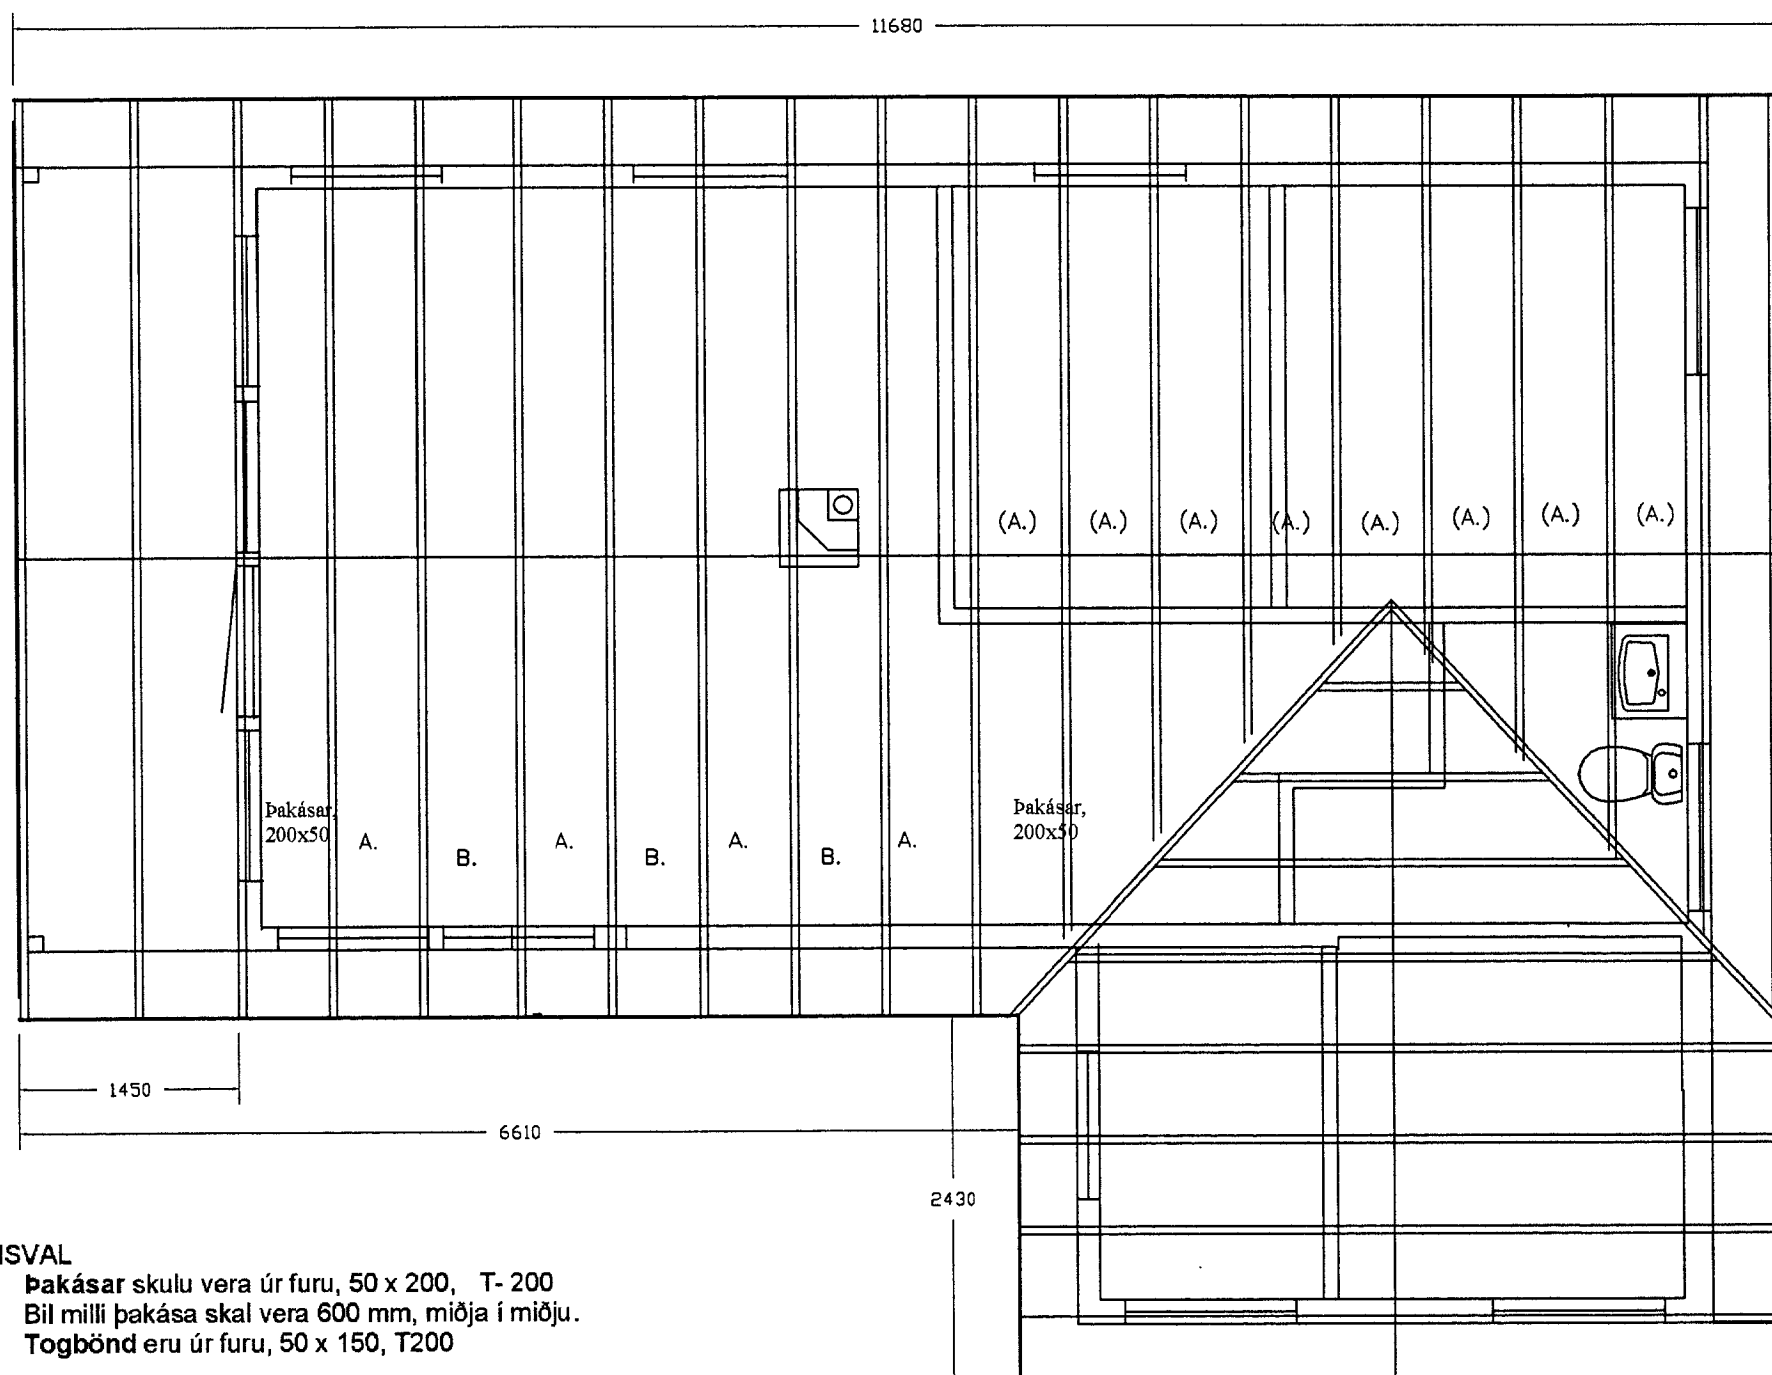 11680
(A.) (A.) (A.) (A.) (A.) (A.) (A.) (A.)
Þakásar,
200x50
Þakásar,
200x50
A. B. A. B. A. B. A.
1450
6610
2430
ISVAL
Þakásar skulu vera úr furu, 50 x 200, T- 200
Bil milli þakása skal vera 600 mm, miðja í miðju.
Togbönd eru úr furu, 50 x 150, T200